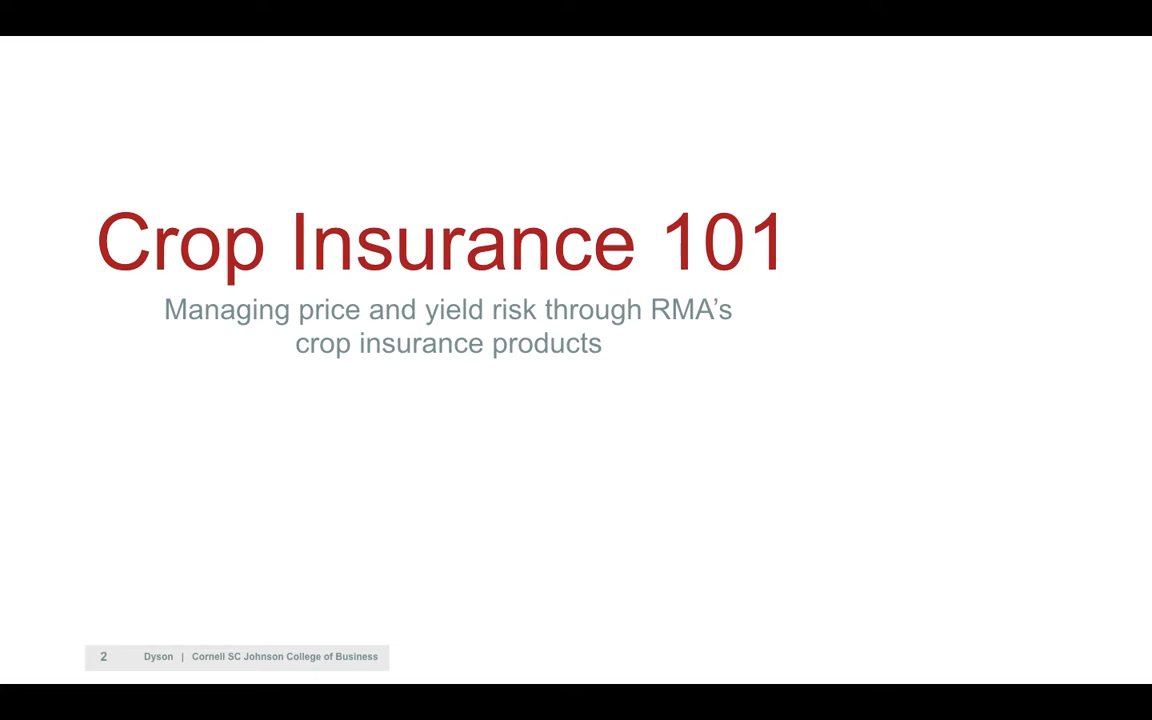 Crop Insurance 101
Managing price and yield risk through RMA’s
crop insurance products
2 Dyson | Cornell SC Johnson College of Business